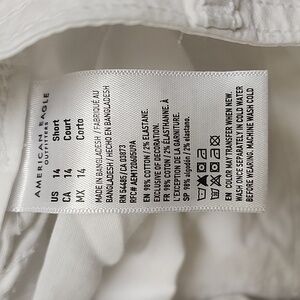 AMERICAN EAGLE
OUTFITTERS
US 14 Short
CA 14 Court
MX 14 Corto
MADE IN BANGLADESH / FABRIQUÉ AU
BANGLADESH / HECHO EN BANGLADESH
RN 54485/ CA 03873
RFC# AEM1206065U9A
EN 98% COTTON / 2% ELASTANE.
EXCLUSIVE OF DECORATION
FR 98% COTON / 2% ÉLASTHANNE.
L'EXCEPTION DE LA GARNITURE.
SP 98% algodón / 2% elastano.
EN COLOR MAY TRANSFER WHEN NEW.
WASH ONCE SEPARATELY IN COLD WATER
BEFORE WEARING. MACHINE WASH COLD